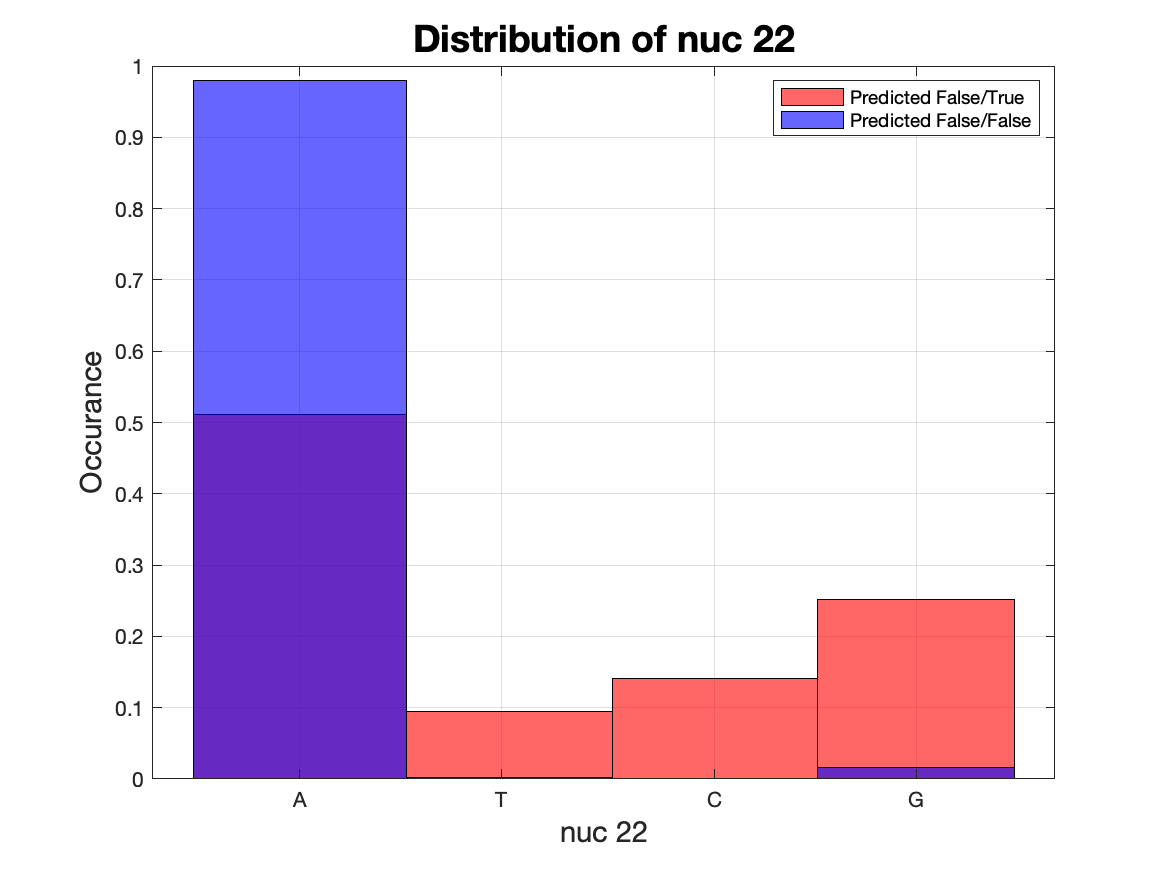 Distribution of nuc 22
Predicted False/True
Predicted False/False
Occurance
1
0.9
0.8
0.7
0.6
0.5
0.4
0.3
0.2
0.1
0
A T C G
nuc 22